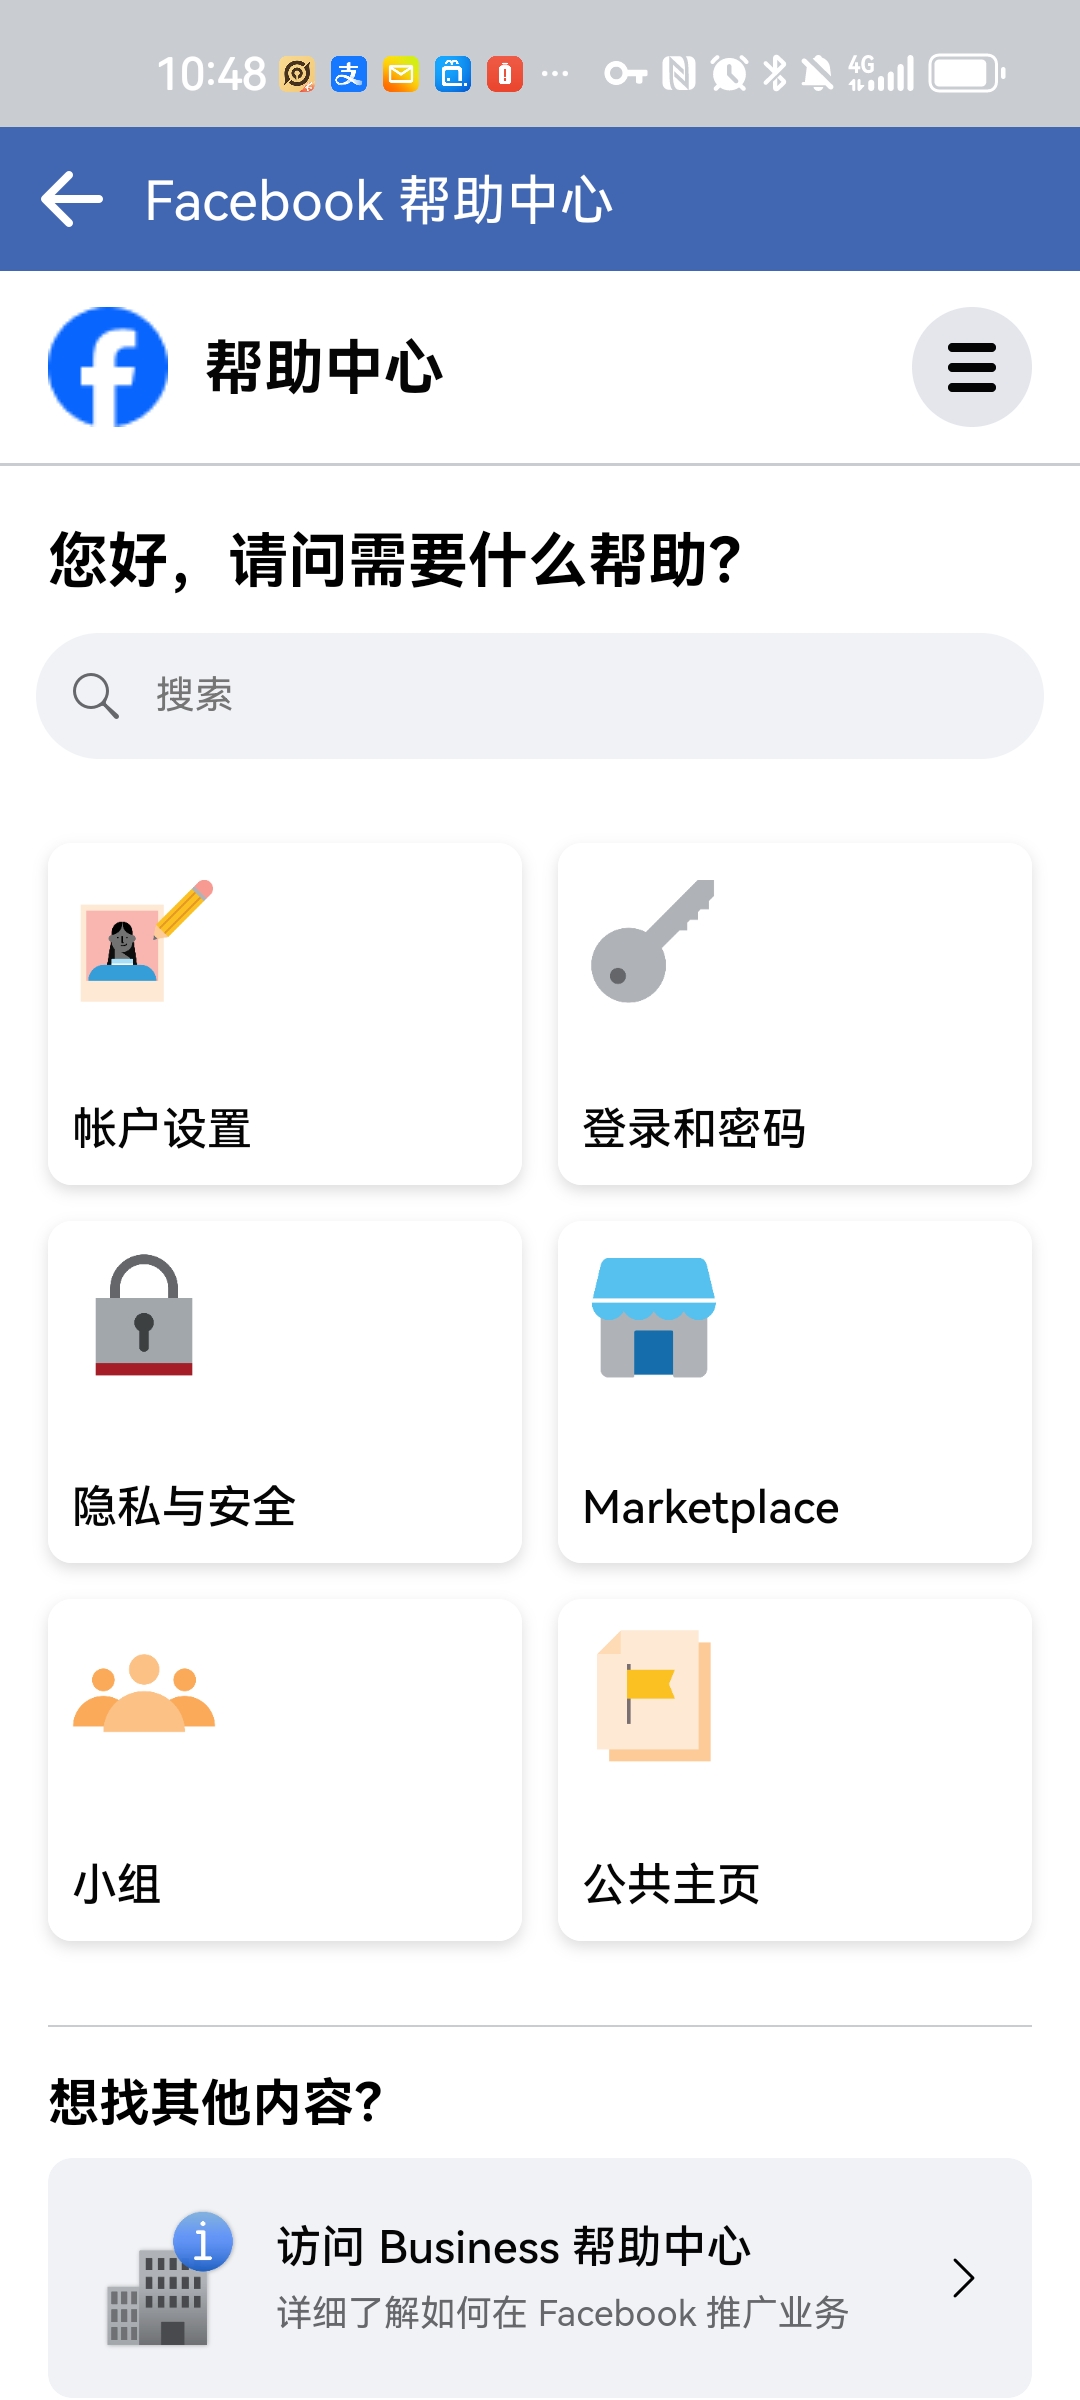 10:48
支
4G
Facebook 帮助中心
帮助中心
您好，请问需要什么帮助？
搜索
帐户设置
登录和密码
隐私与安全
Marketplace
小组
公共主页
想找其他内容？
访问 Business 帮助中心
详细了解如何在 Facebook 推广业务